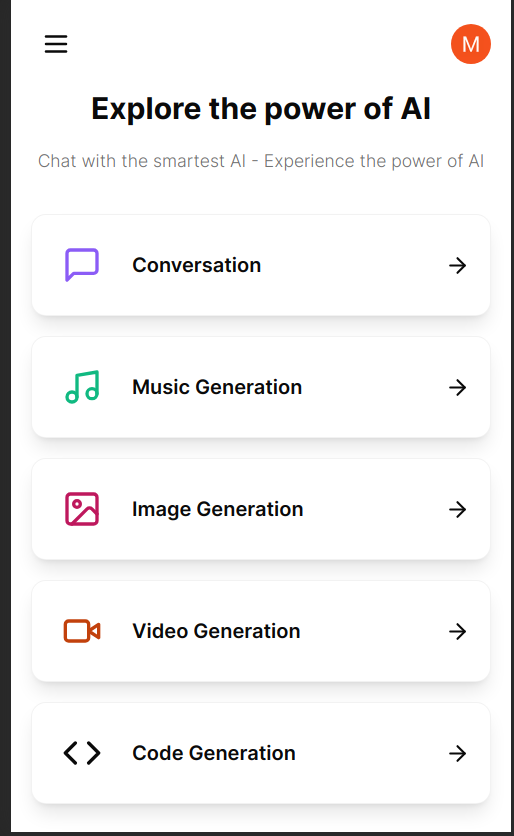 M
Explore the power of AI
Chat with the smartest AI - Experience the power of AI
Conversation
Music Generation
Image Generation
Video Generation
Code Generation